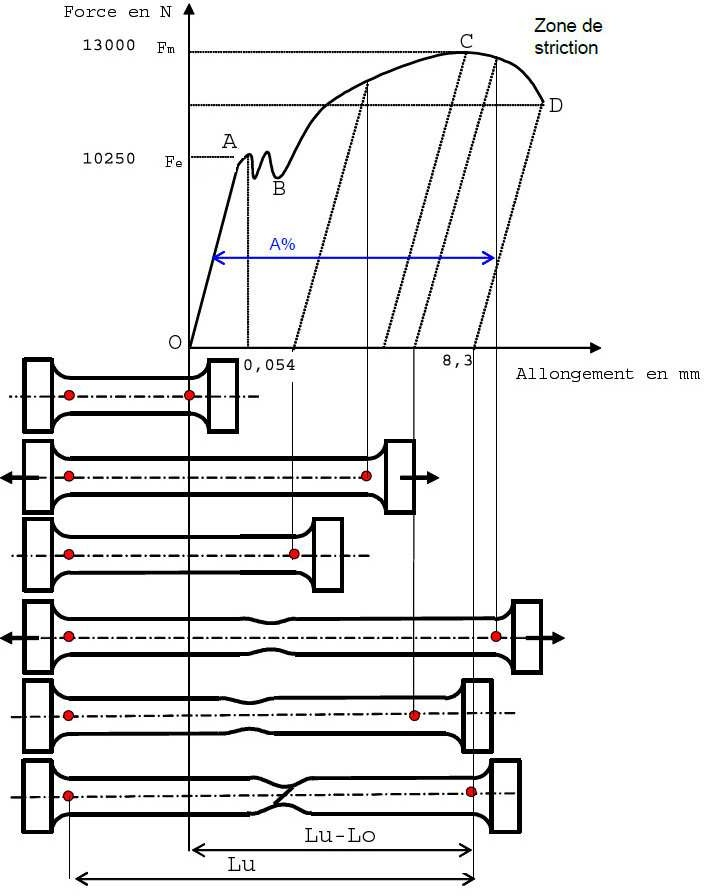 Force en N
Zone de
striction
13000 Fm
C
D
A
10250 Fe
B
A%
O
0,054
8,3
Allongement en mm
Lu-Lo
Lu